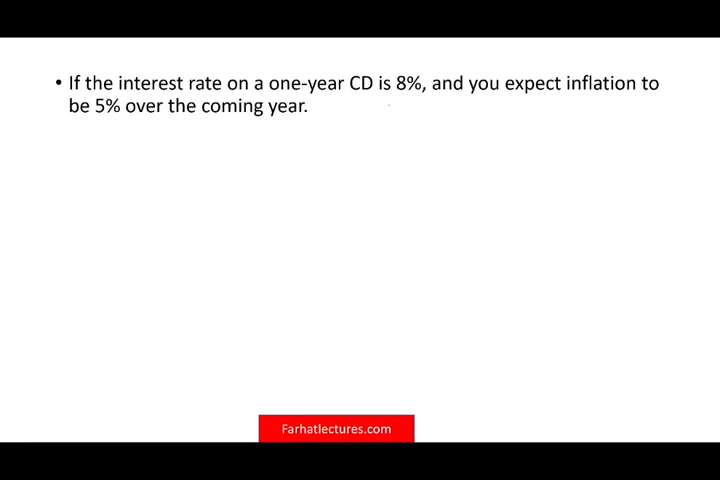 • If the interest rate on a one-year CD is 8%, and you expect inflation to
be 5% over the coming year.
Farhatlectures.com